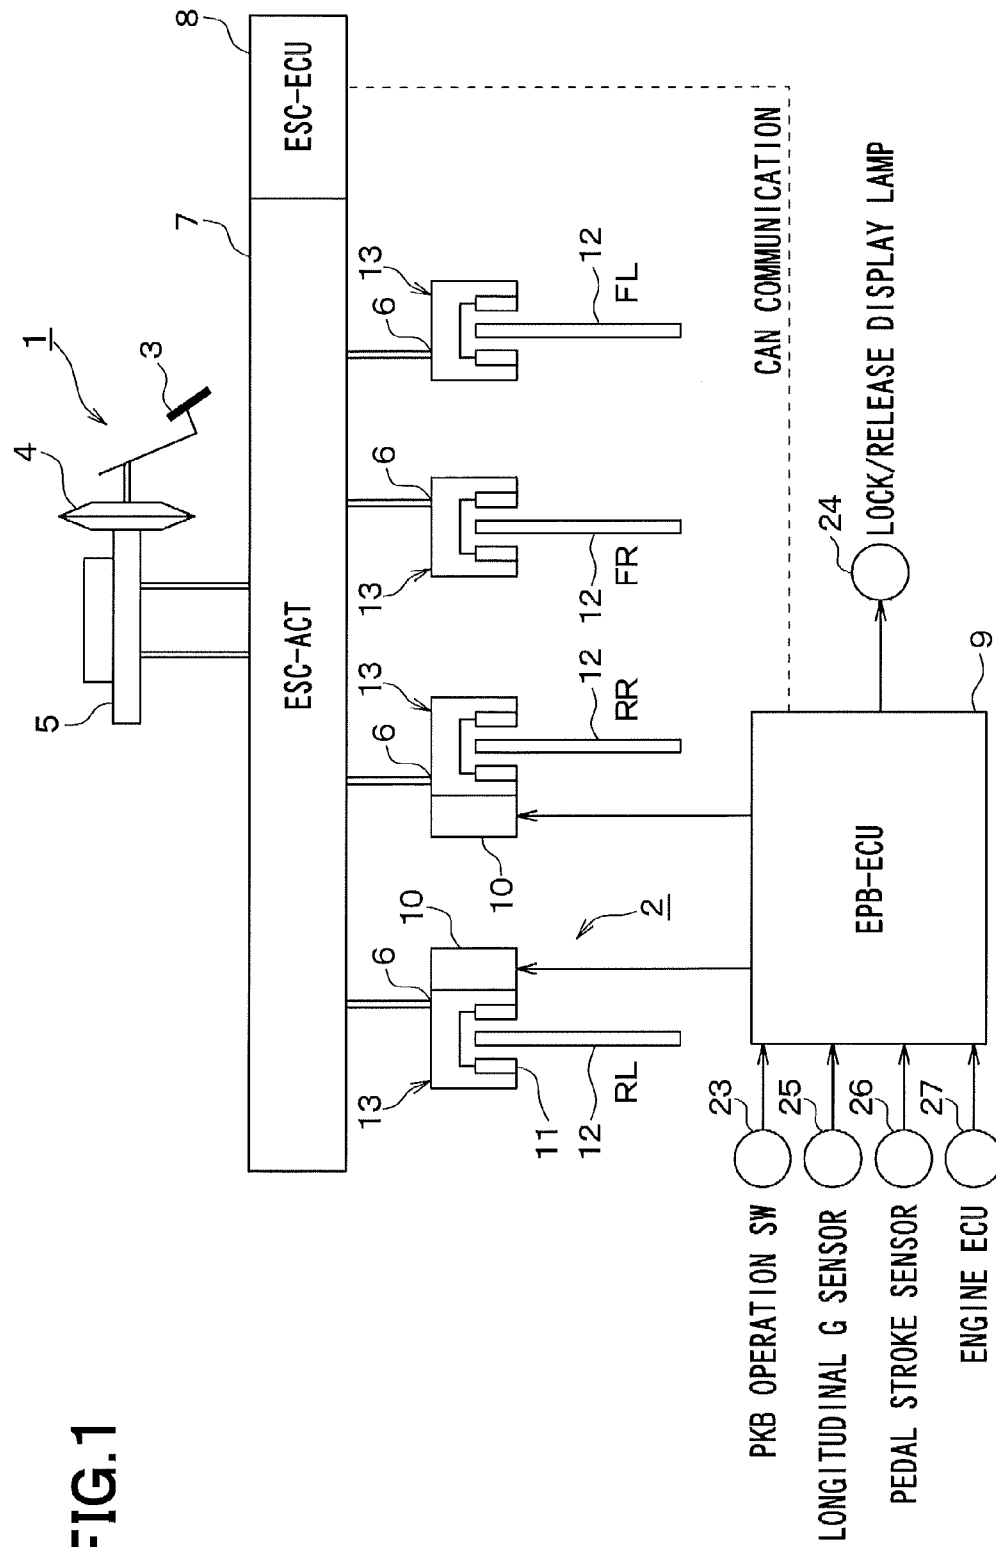 FIG.1
4
5
1
3
7
8
ESC-ACT
ESC-ECU
13
6
6
13
13
6
6
13
10
10
11
12
RL
2
12
RR
12
FR
12
FL
CAN COMMUNICATION
PKB OPERATION SW
23
LONGITUDINAL G SENSOR
25
PEDAL STROKE SENSOR
26
ENGINE ECU
27
EPB-ECU
9
24
LOCK/RELEASE DISPLAY LAMP